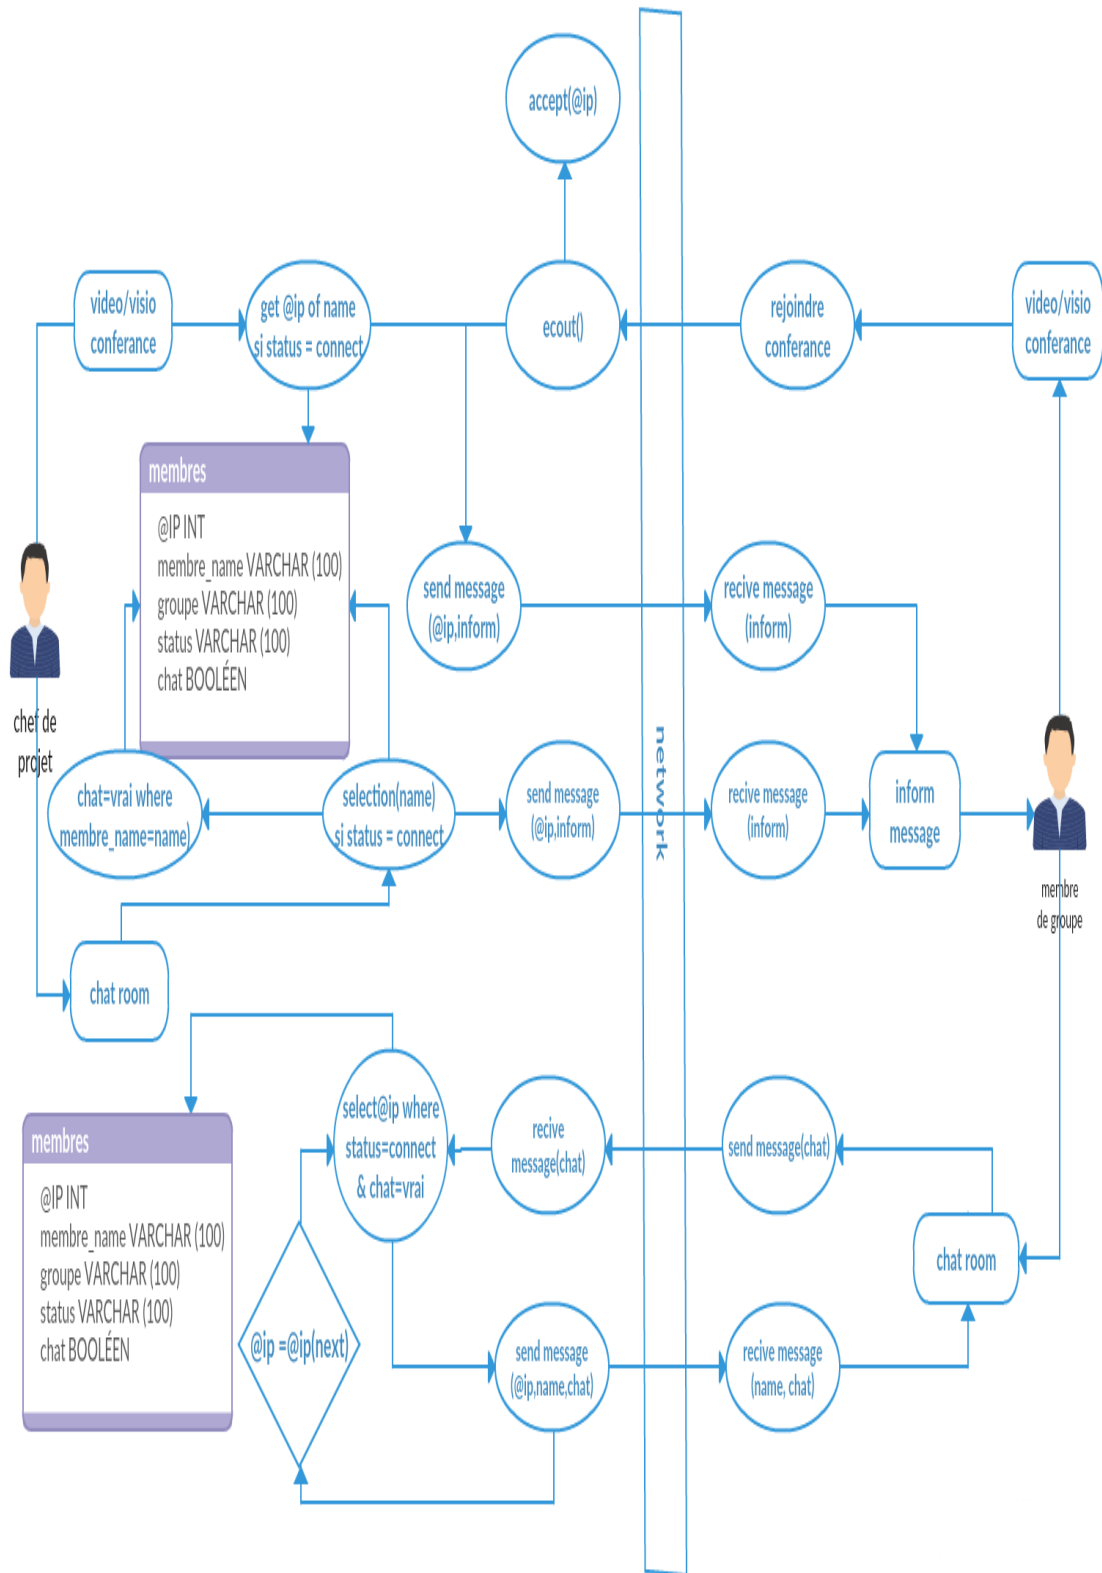 accept(@ip)
video/visio
conferance
get @ip of name
si status = connect
ecout()
rejoindre
conferance
video/visio
conferance
membres
@IP INT
membre_name VARCHAR (100)
groupe VARCHAR (100)
status VARCHAR (100)
chat BOOLÉEN
send message
(@ip,inform)
recive message
(inform)
chef de
projet
network
chat=vrai where
membre_name=name)
selection(name)
si status = connect
send message
(@ip,inform)
recive message
(inform)
inform
message
membre
de groupe
chat room
select@ip where
status=connect
& chat=vrai
recive
message(chat)
send message(chat)
membres
@IP INT
membre_name VARCHAR (100)
groupe VARCHAR (100)
status VARCHAR (100)
chat BOOLÉEN
chat room
@ip =@ip(next)
send message
(@ip,name,chat)
recive message
(name, chat)